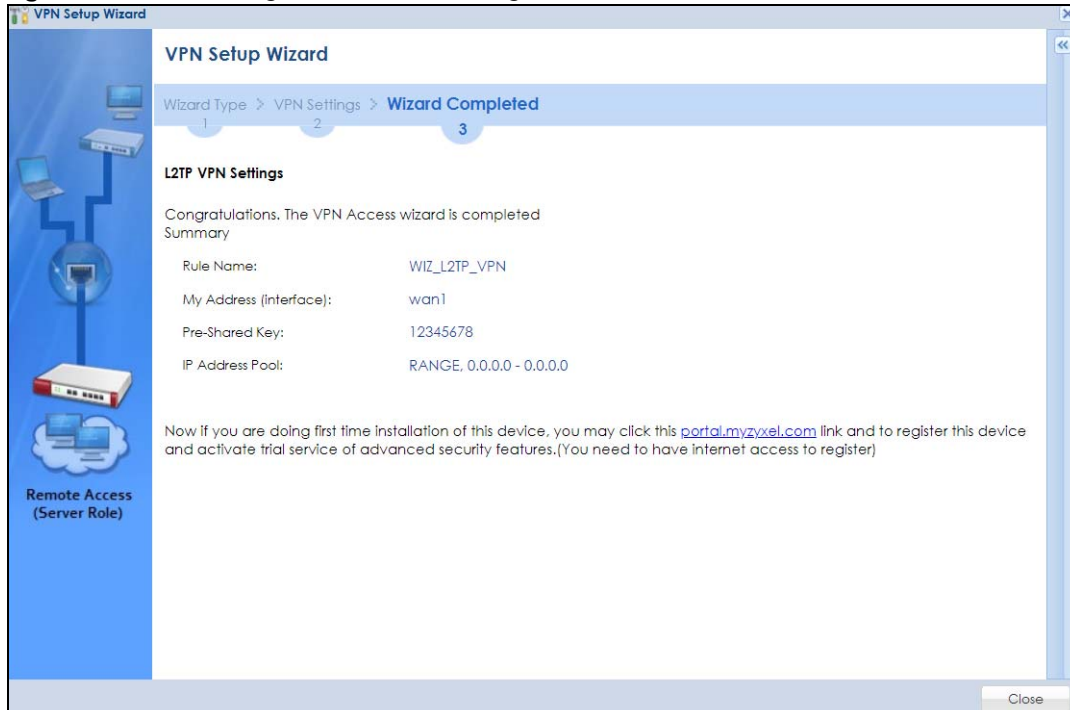 VPN Setup Wizard
VPN Setup Wizard
Wizard Type > VPN Settings > Wizard Completed
1 2 3
L2TP VPN Settings
Congratulations. The VPN Access wizard is completed
Summary
Rule Name: WIZ_L2TP_VPN
My Address (interface): wan1
Pre-Shared Key: 12345678
IP Address Pool: RANGE, 0.0.0.0 - 0.0.0.0
Now if you are doing first time installation of this device, you may click this portal.myzyxel.com link and to register this device
and activate trial service of advanced security features.(You need to have internet access to register)
Remote Access
(Server Role)
Close